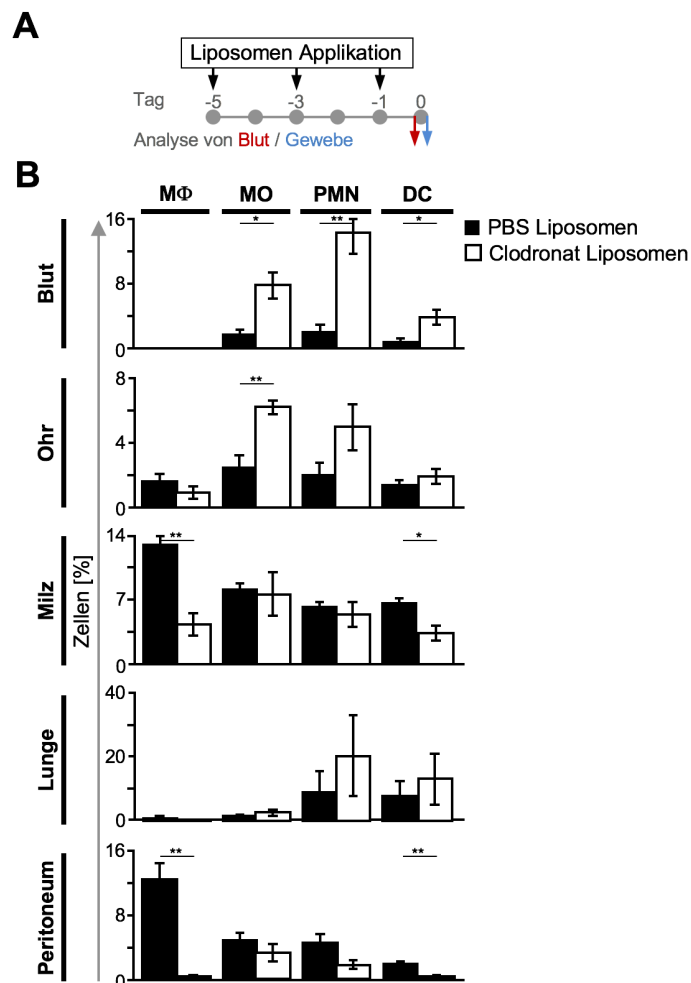 A
Liposomen Applikation
Tag -5 -3 -1 0
Analyse von Blut / Gewebe
B
MΦ MO PMN DC
PBS Liposomen
Clodronat Liposomen
Zellen [%]
Blut
16
8
0
* ** *
Ohr
8
4
0
**
Milz
14
7
0
** *
Lunge
40
20
0
Peritoneum
16
8
0
** **